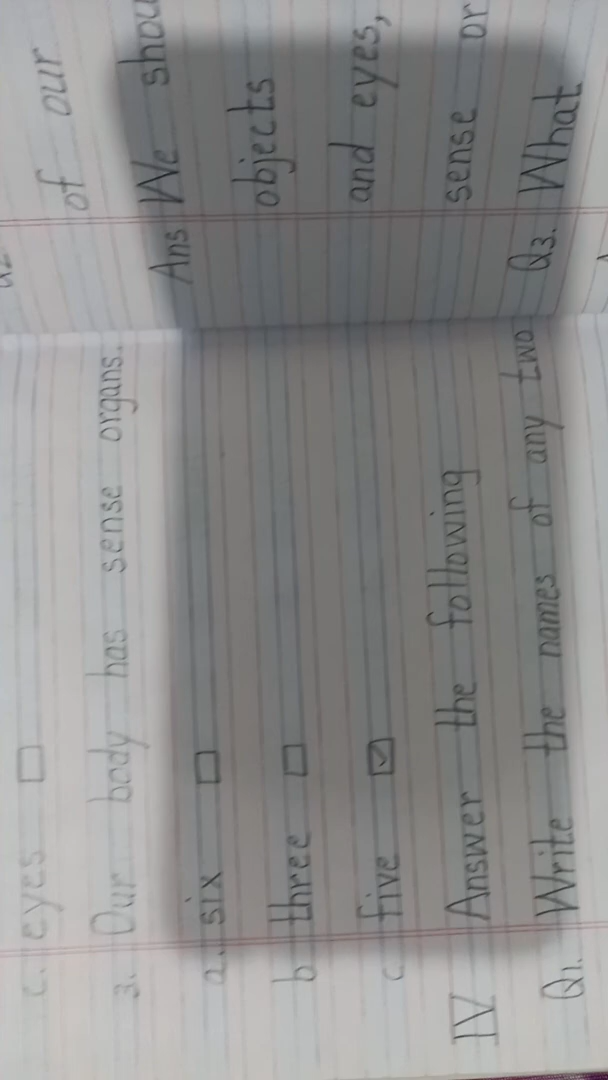 c. eyes ☐
3. Our body has sense organs.
a. six ☐
b three ☐
c five ☑
IV Answer the following
Q1. Write the names of any two
of our
Ans We
objects
and eyes,
sense or
Q3. What